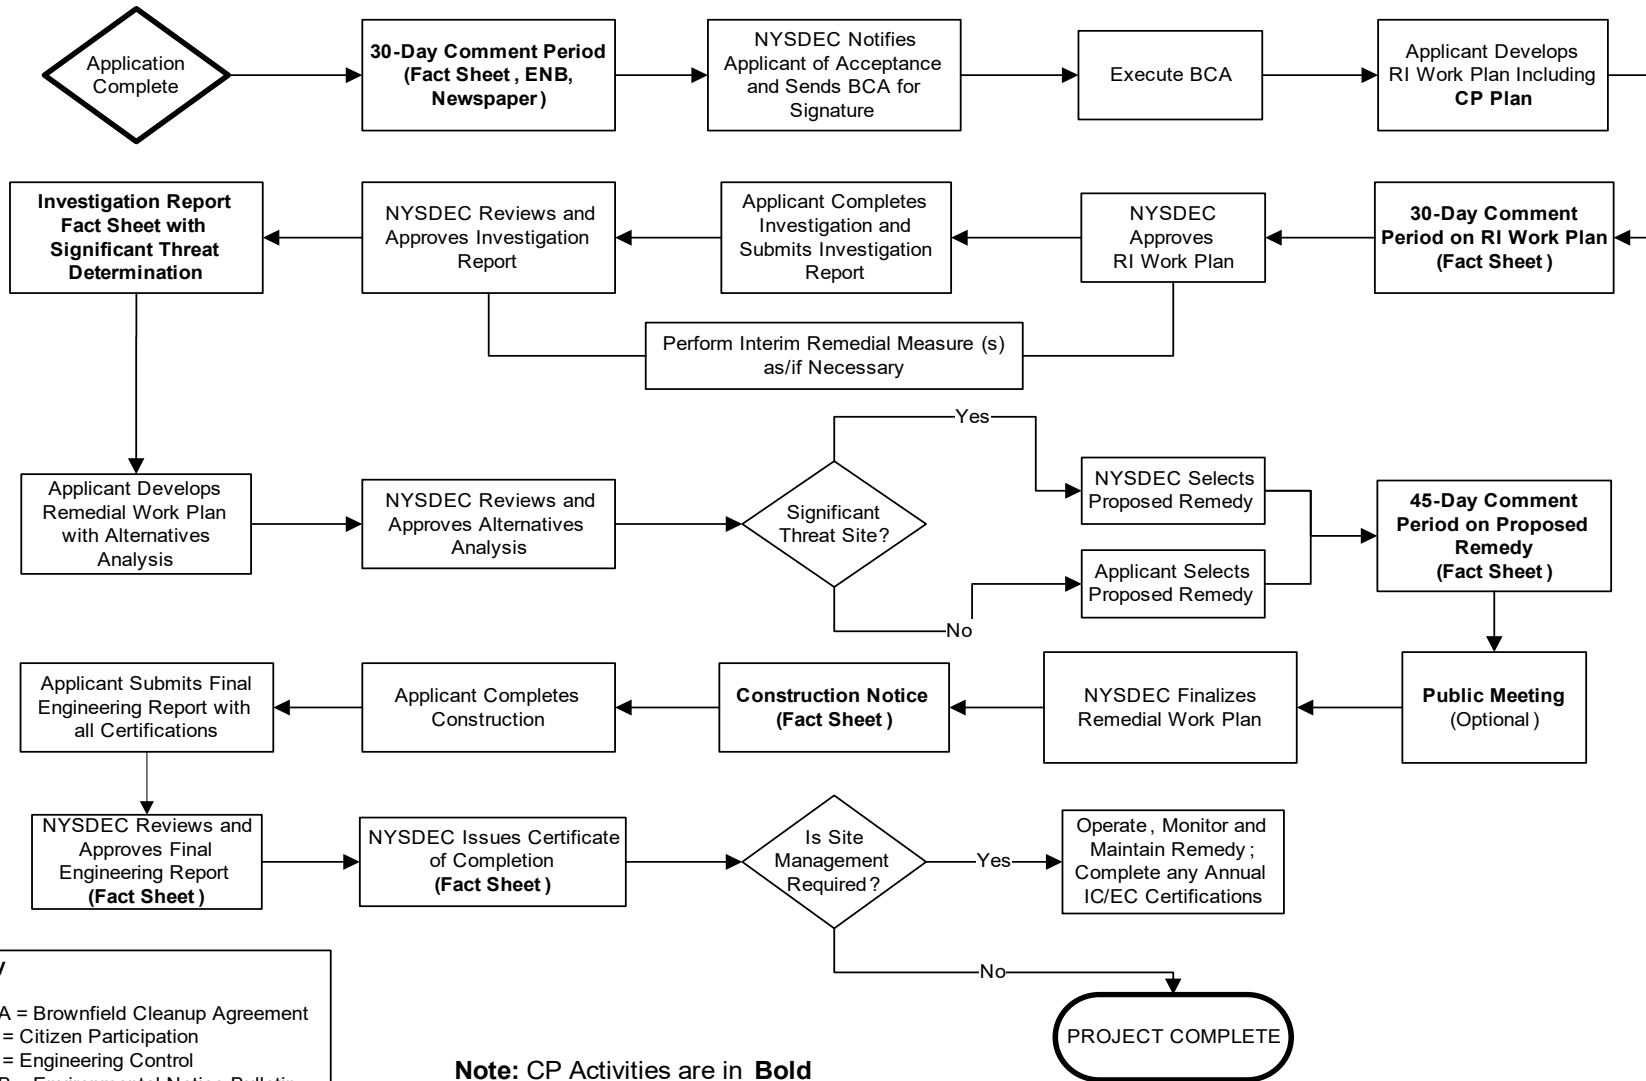 Application
Complete
30-Day Comment Period
(Fact Sheet, ENB,
Newspaper)
NYSDEC Notifies
Applicant of Acceptance
and Sends BCA for
Signature
Execute BCA
Applicant Develops
RI Work Plan Including
CP Plan
30-Day Comment
Period on RI Work Plan
(Fact Sheet)
NYSDEC
Approves
RI Work Plan
Applicant Completes
Investigation and
Submits Investigation
Report
NYSDEC Reviews and
Approves Investigation
Report
Investigation Report
Fact Sheet with
Significant Threat
Determination
Perform Interim Remedial Measure (s)
as/if Necessary
Applicant Develops
Remedial Work Plan
with Alternatives
Analysis
NYSDEC Reviews and
Approves Alternatives
Analysis
Significant
Threat Site?
Yes
No
NYSDEC Selects
Proposed Remedy
Applicant Selects
Proposed Remedy
45-Day Comment
Period on Proposed
Remedy
(Fact Sheet)
Public Meeting
(Optional)
NYSDEC Finalizes
Remedial Work Plan
Construction Notice
(Fact Sheet)
Applicant Completes
Construction
Applicant Submits Final
Engineering Report with
all Certifications
NYSDEC Reviews and
Approves Final
Engineering Report
(Fact Sheet)
NYSDEC Issues Certificate
of Completion
(Fact Sheet)
Is Site
Management
Required?
Yes
Operate, Monitor and
Maintain Remedy;
Complete any Annual
IC/EC Certifications
No
PROJECT COMPLETE
y
A = Brownfield Cleanup Agreement
= Citizen Participation
= Engineering Control
Note: CP Activities are in Bold